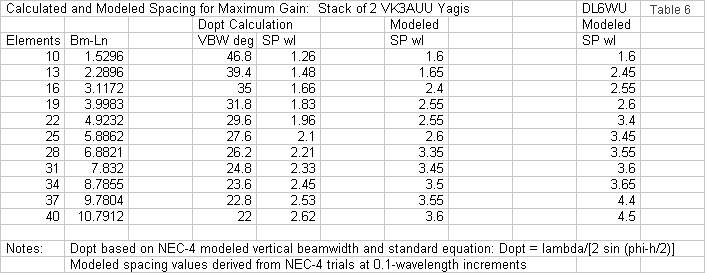 Calculated and Modeled Spacing for Maximum Gain: Stack of 2 VK3AUU Yagis DL6WU Table 6
Dopt Calculation Modeled Modeled
Elements Bm-Ln VBW deg SP wl SP wl SP wl
10 1.5296 46.8 1.26 1.6 1.6
13 2.2896 39.4 1.48 1.65 2.45
16 3.1172 35 1.66 2.4 2.55
19 3.9983 31.8 1.83 2.55 2.6
22 4.9232 29.6 1.96 2.55 3.4
25 5.8862 27.6 2.1 2.6 3.45
28 6.8821 26.2 2.21 3.35 3.55
31 7.832 24.8 2.33 3.45 3.6
34 8.7855 23.6 2.45 3.5 3.65
37 9.7804 22.8 2.53 3.55 4.4
40 10.7912 22 2.62 3.6 4.5
Notes: Dopt based on NEC-4 modeled vertical beamwidth and standard equation: Dopt = lambda/[2 sin (phi-h/2)]
Modeled spacing values derived from NEC-4 trials at 0.1-wavelength increments